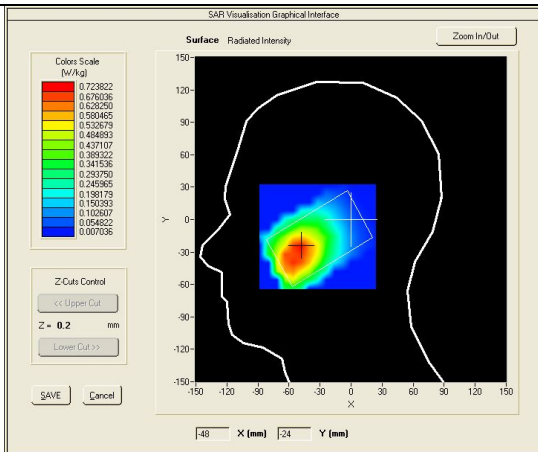 SAR Visualisation Graphical Interface
Surface Radiated Intensity
Zoom In/Out
Colors Scale
(W/kg)
0.723822
0.676036
0.628250
0.580465
0.532679
0.484893
0.437107
0.389322
0.341536
0.293750
0.245965
0.198179
0.150393
0.102607
0.054822
0.007036
Z-Cuts Control
<< Upper Cut
Z = 0.2 mm
Lower Cut >>
SAVE Cancel
150
120
90
60
30
0
-30
-60
-90
-120
-150
Y
-150 -120 -90 -60 -30 0 30 60 90 120 150
X
-48 X (mm) -24 Y (mm)